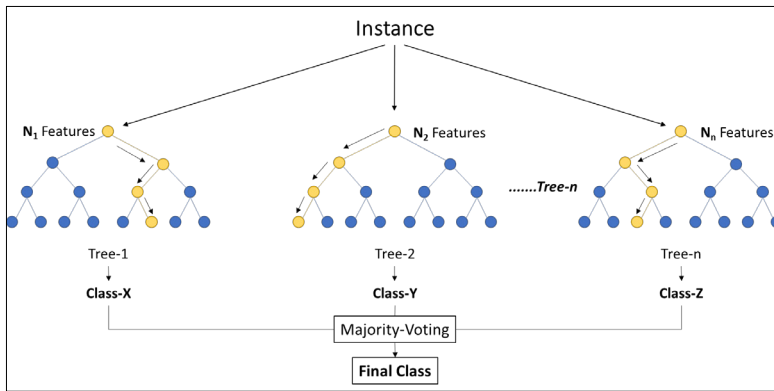 Instance
N₁ Features
N₂ Features
Nₙ Features
.......Tree-n
Tree-1
Tree-2
Tree-n
Class-X
Class-Y
Class-Z
Majority-Voting
Final Class